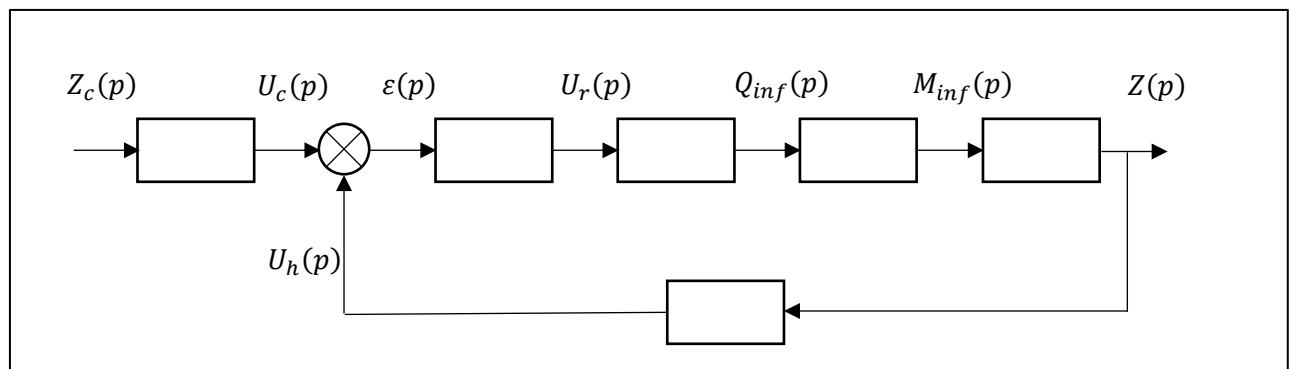 Z_c(p) U_c(p) ε(p) U_r(p) Q_inf(p) M_inf(p) Z(p)
U_h(p)